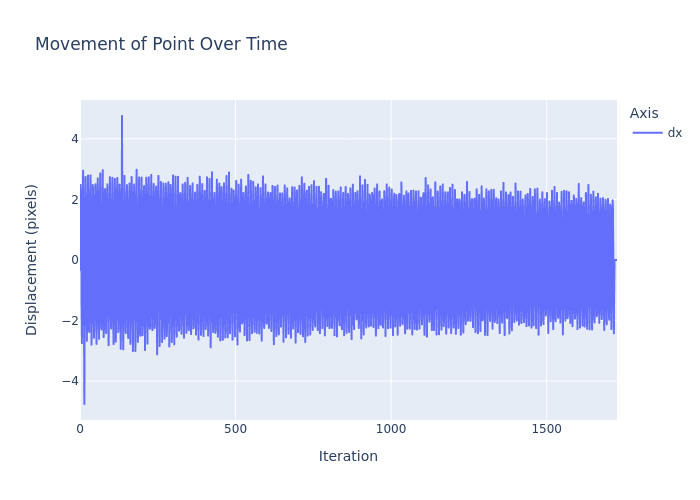 Movement of Point Over Time
Axis
dx
Displacement (pixels)
4
2
0
−2
−4
0
500
1000
1500
Iteration